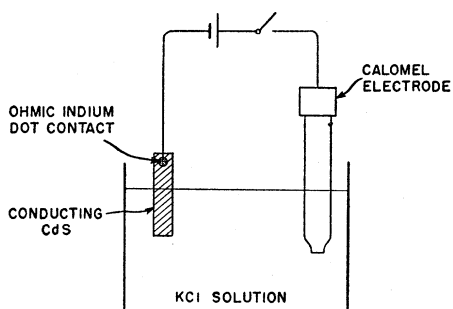 CALOMEL
ELECTRODE
OHMIC INDIUM
DOT CONTACT
CONDUCTING
CdS
KCl SOLUTION